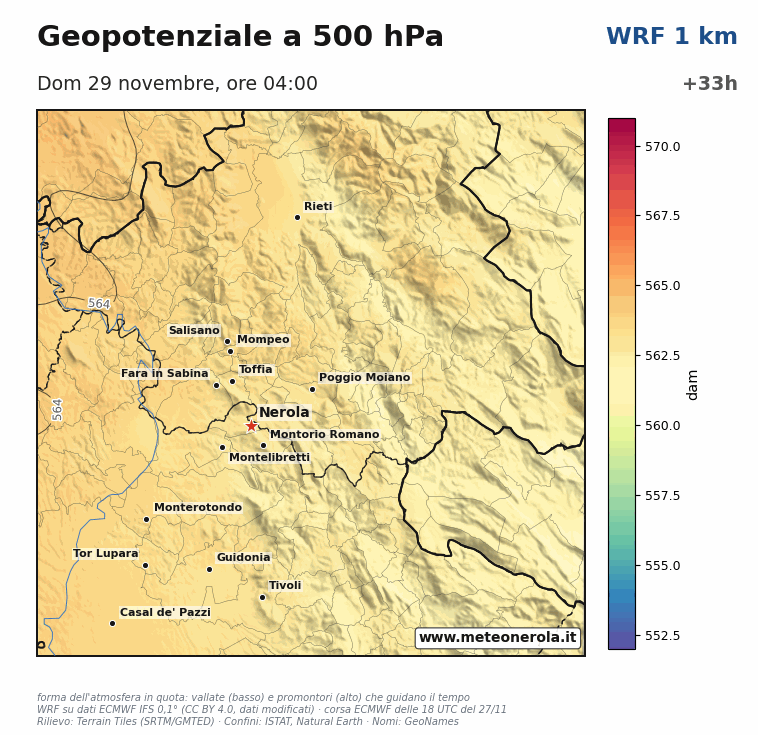 Geopotenziale a 500 hPa
WRF 1 km
Dom 29 novembre, ore 04:00
+33h
570.0
567.5
565.0
562.5
560.0
557.5
555.0
552.5
dam
Rieti
564
Salisano
Mompeo
Toffia
Fara in Sabina
Poggio Moiano
564
Nerola
Montorio Romano
Montelibretti
Monterotondo
Tor Lupara
Guidonia
Tivoli
Casal de' Pazzi
www.meteonerola.it
forma dell'atmosfera in quota: vallate (basso) e promontori (alto) che guidano il tempo
WRF su dati ECMWF IFS 0,1° (CC BY 4.0, dati modificati) · corsa ECMWF delle 18 UTC del 27/11
Rilievo: Terrain Tiles (SRTM/GMTED) · Confini: ISTAT, Natural Earth · Nomi: GeoNames